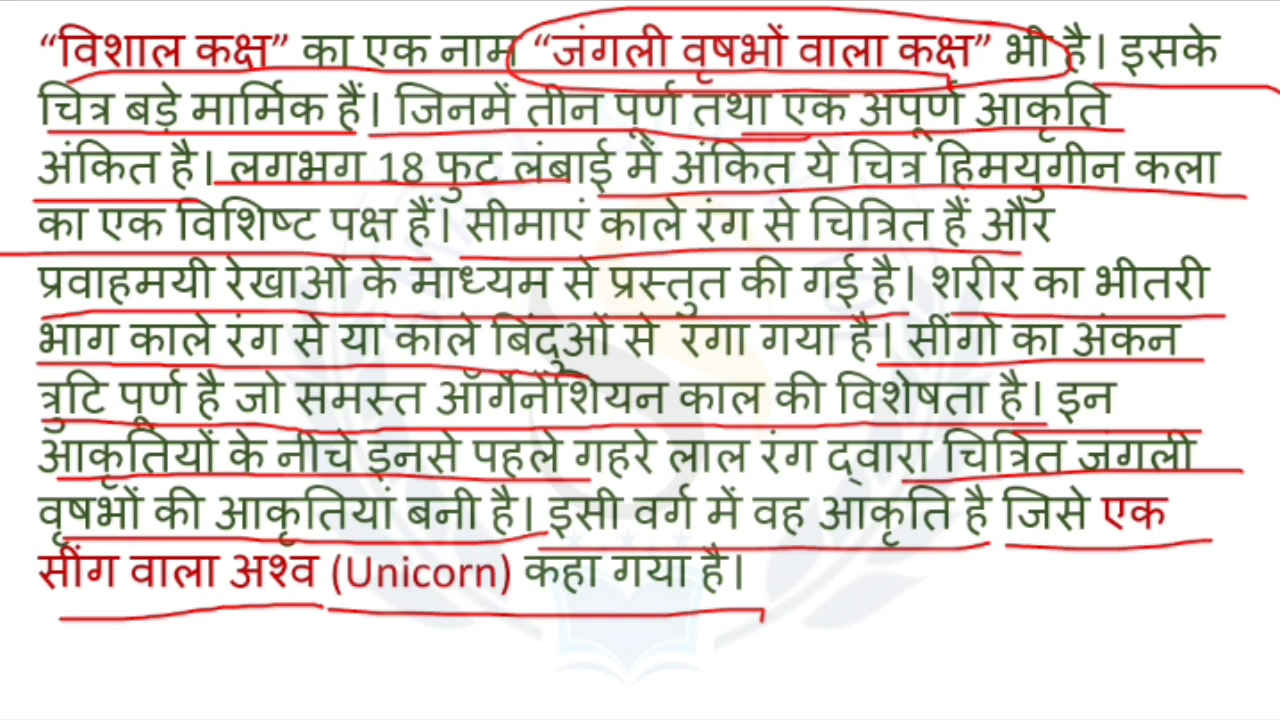 “विशाल कक्ष” का एक नाम “जंगली वृषभों वाला कक्ष” भी है। इसके
चित्र बड़े मार्मिक हैं। जिनमें तीन पूर्ण तथा एक अपूर्ण आकृति
अंकित है। लगभग 18 फुट लंबाई में अंकित ये चित्र हिमयुगीन कला
का एक विशिष्ट पक्ष हैं। सीमाएं काले रंग से चित्रित हैं और
प्रवाहमयी रेखाओं के माध्यम से प्रस्तुत की गई है। शरीर का भीतरी
भाग काले रंग से या काले बिंदुओं से रंगा गया है। सींगो का अंकन
त्रुटि पूर्ण है जो समस्त ऑर्गेनेशियन काल की विशेषता है। इन
आकृतियों के नीचे इनसे पहले गहरे लाल रंग द्वारा चित्रित जंगली
वृषभों की आकृतियां बनी है। इसी वर्ग में वह आकृति है जिसे एक
सींग वाला अश्व (Unicorn) कहा गया है।